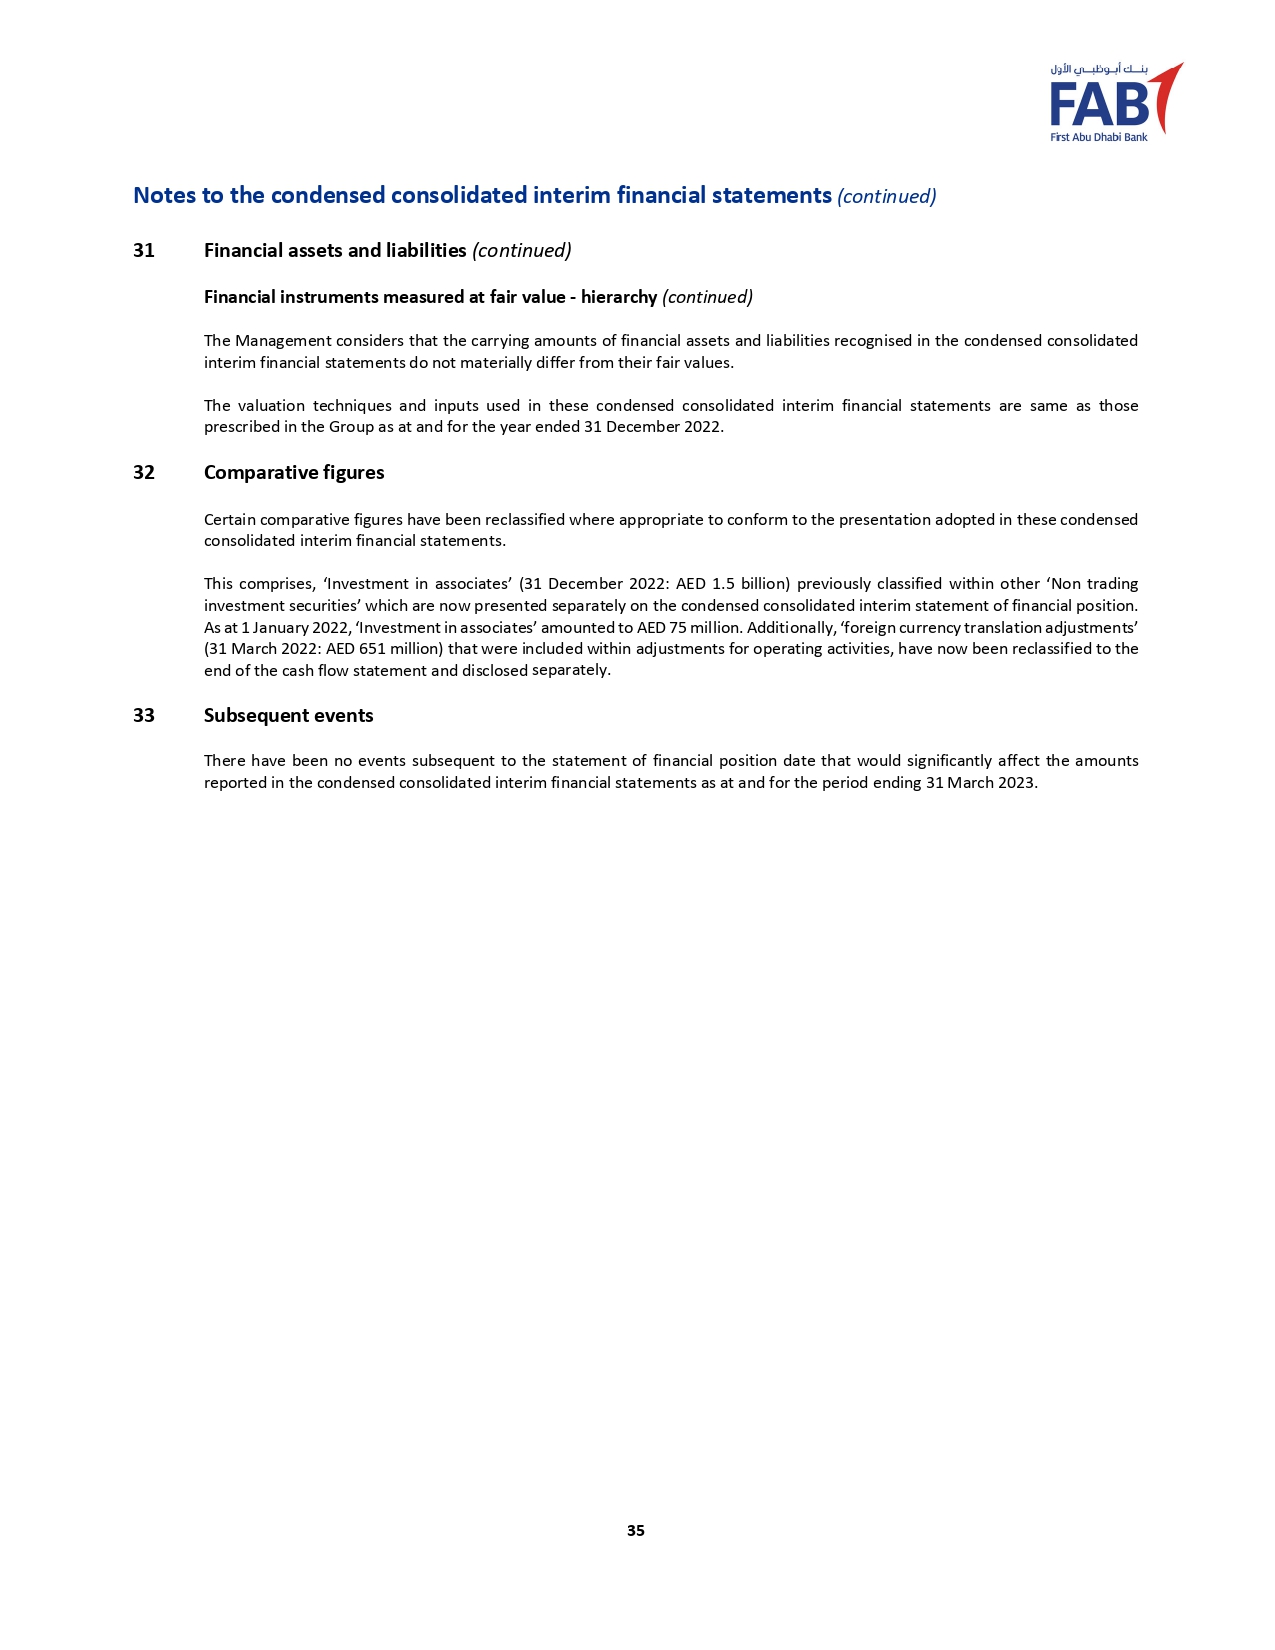 بنك أبوظبي الأول
FAB
First Abu Dhabi Bank
Notes to the condensed consolidated interim financial statements (continued)
31 Financial assets and liabilities (continued)
Financial instruments measured at fair value - hierarchy (continued)
The Management considers that the carrying amounts of financial assets and liabilities recognised in the condensed consolidated
interim financial statements do not materially differ from their fair values.
The valuation techniques and inputs used in these condensed consolidated interim financial statements are same as those
prescribed in the Group as at and for the year ended 31 December 2022.
32 Comparative figures
Certain comparative figures have been reclassified where appropriate to conform to the presentation adopted in these condensed
consolidated interim financial statements.
This comprises, ‘Investment in associates’ (31 December 2022: AED 1.5 billion) previously classified within other ‘Non trading
investment securities’ which are now presented separately on the condensed consolidated interim statement of financial position.
As at 1 January 2022, ‘Investment in associates’ amounted to AED 75 million. Additionally, ‘foreign currency translation adjustments’
(31 March 2022: AED 651 million) that were included within adjustments for operating activities, have now been reclassified to the
end of the cash flow statement and disclosed separately.
33 Subsequent events
There have been no events subsequent to the statement of financial position date that would significantly affect the amounts
reported in the condensed consolidated interim financial statements as at and for the period ending 31 March 2023.
35